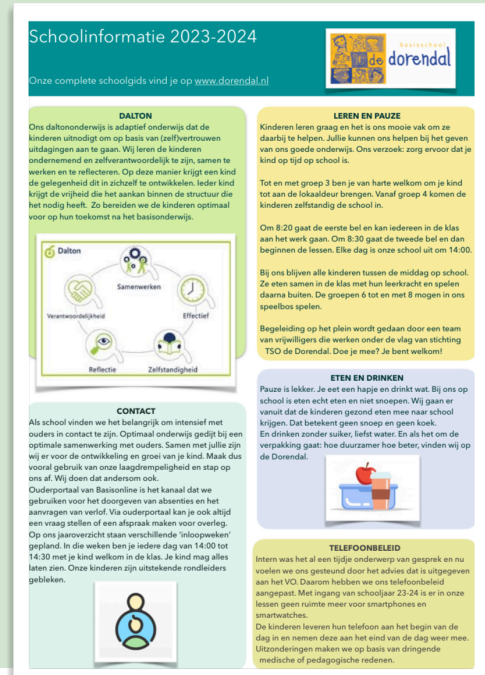 Schoolinformatie 2023-2024
Onze complete schoolgids vind je op www.dorendal.nl
basisschool
de dorendal
DALTON
Ons daltononderwijs is adaptief onderwijs dat de
kinderen uitnodigt om op basis van (zelf)vertrouwen
uitdagingen aan te gaan. Wij leren de kinderen
ondernemend en zelfverantwoordelijk te zijn, samen te
werken en te reflecteren. Op deze manier krijgt een kind
de gelegenheid dit in zichzelf te ontwikkelen. Ieder kind
krijgt de vrijheid die het aankan binnen de structuur die
het nodig heeft. Zo bereiden we de kinderen optimaal
voor op hun toekomst na het basisonderwijs.
Dalton
Samenwerken
Verantwoordelijkheid
Effectief
Reflectie
Zelfstandigheid
CONTACT
Als school vinden we het belangrijk om intensief met
ouders in contact te zijn. Optimaal onderwijs gedijt bij een
optimale samenwerking met ouders. Samen met jullie zijn
wij er voor de ontwikkeling en groei van je kind. Maak dus
vooral gebruik van onze laagdrempeligheid en stap op
ons af. Wij doen dat andersom ook.
Ouderportaal van Basisonline is het kanaal dat we
gebruiken voor het doorgeven van absenties en het
aanvragen van verlof. Via ouderportaal kan je ook altijd
een vraag stellen of een afspraak maken voor overleg.
Op ons jaaroverzicht staan verschillende 'inloopweken'
gepland. In die weken ben je iedere dag van 14:00 tot
14:30 met je kind welkom in de klas. Je kind mag alles
laten zien. Onze kinderen zijn uitstekende rondleiders
gebleken.
LEREN EN PAUZE
Kinderen leren graag en het is ons mooie vak om ze
daarbij te helpen. Jullie kunnen ons helpen bij het geven
van ons goede onderwijs. Ons verzoek: zorg ervoor dat je
kind op tijd op school is.
Tot en met groep 3 ben je van harte welkom om je kind
tot aan de lokaaldeur brengen. Vanaf groep 4 komen de
kinderen zelfstandig de school in.
Om 8:20 gaat de eerste bel en kan iedereen in de klas
aan het werk gaan. Om 8:30 gaat de tweede bel en dan
beginnen de lessen. Elke dag is onze school uit om 14:00.
Bij ons blijven alle kinderen tussen de middag op school.
Ze eten samen in de klas met hun leerkracht en spelen
daarna buiten. De groepen 6 tot en met 8 mogen in ons
speelbos spelen.
Begeleiding op het plein wordt gedaan door een team
van vrijwilligers die werken onder de vlag van stichting
TSO de Dorendal. Doe je mee? Je bent welkom!
ETEN EN DRINKEN
Pauze is lekker. Je eet een hapje en drinkt wat. Bij ons op
school is eten echt eten en niet snoepen. Wij gaan er
vanuit dat de kinderen gezond eten mee naar school
krijgen. Dat betekent geen snoep en geen koek.
En drinken zonder suiker, liefst water. En als het om de
verpakking gaat: hoe duurzamer hoe beter, vinden wij op
de Dorendal.
TELEFOONBELEID
Intern was het al een tijdje onderwerp van gesprek en nu
voelen we ons gesteund door het advies dat is uitgegeven
aan het VO. Daarom hebben we ons telefoonbeleid
aangepast. Met ingang van schooljaar 23-24 is er in onze
lessen geen ruimte meer voor smartphones en
smartwatches.
De kinderen leveren hun telefoon aan het begin van de
dag in en nemen deze aan het eind van de dag weer mee.
Uitzonderingen maken we op basis van dringende
medische of pedagogische redenen.